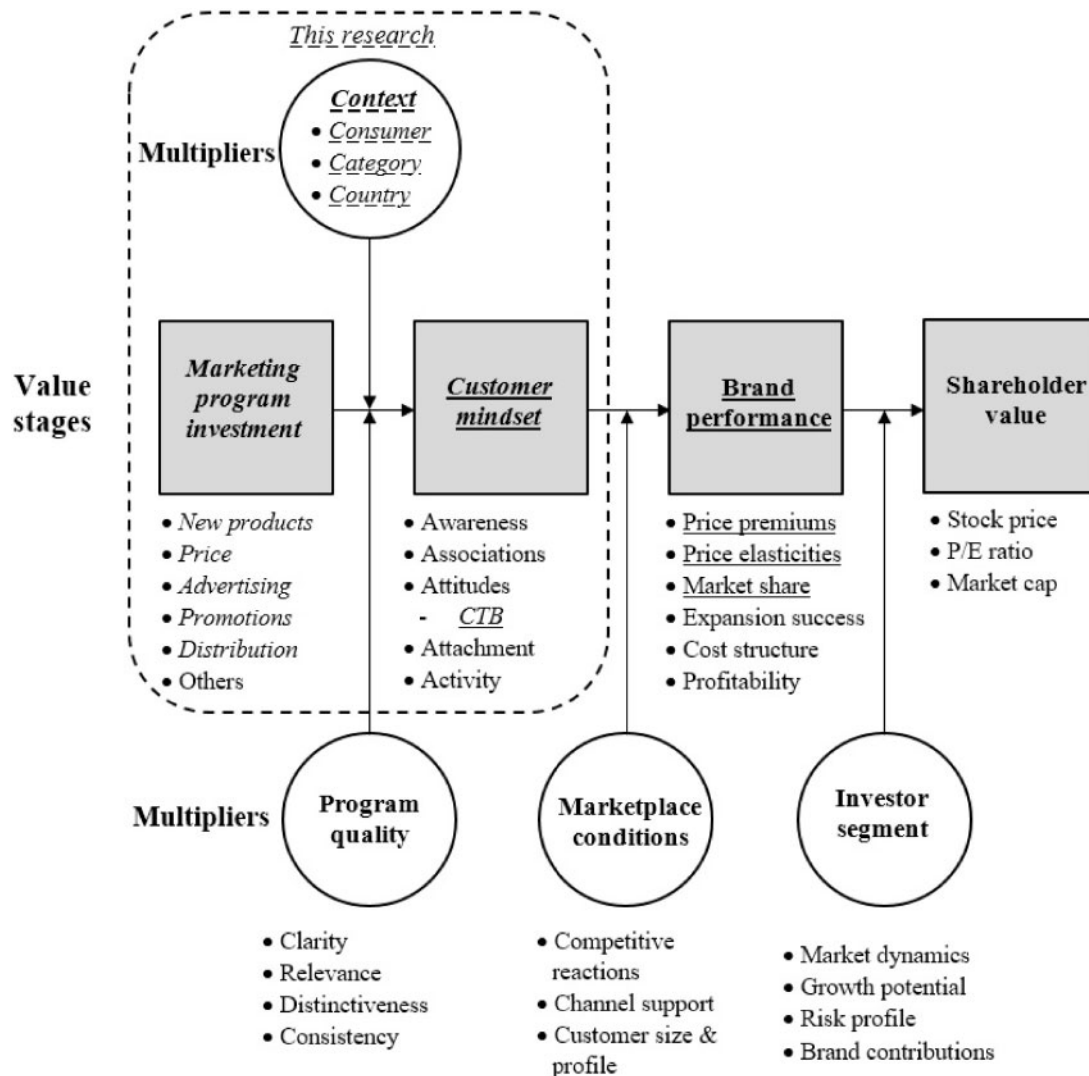 This research
Context
• Consumer
• Category
• Country
Multipliers
Value
stages
Marketing
program
investment
Customer
mindset
Brand
performance
Shareholder
value
• New products
• Price
• Advertising
• Promotions
• Distribution
• Others
• Awareness
• Associations
• Attitudes
- CTB
• Attachment
• Activity
• Price premiums
• Price elasticities
• Market share
• Expansion success
• Cost structure
• Profitability
• Stock price
• P/E ratio
• Market cap
Multipliers
Program
quality
Marketplace
conditions
Investor
segment
• Clarity
• Relevance
• Distinctiveness
• Consistency
• Competitive
reactions
• Channel support
• Customer size &
profile
• Market dynamics
• Growth potential
• Risk profile
• Brand contributions